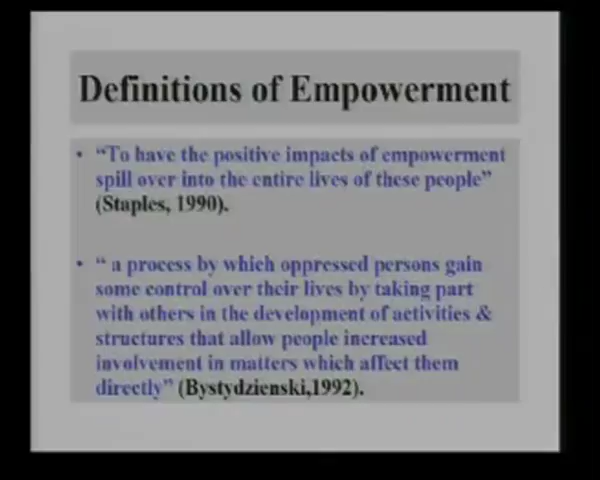 Definitions of Empowerment
• “To have the positive impacts of empowerment
spill over into the entire lives of these people”
(Staples, 1990).
• “ a process by which oppressed persons gain
some control over their lives by taking part
with others in the development of activities &
structures that allow people increased
involvement in matters which affect them
directly” (Bystydzienski,1992).